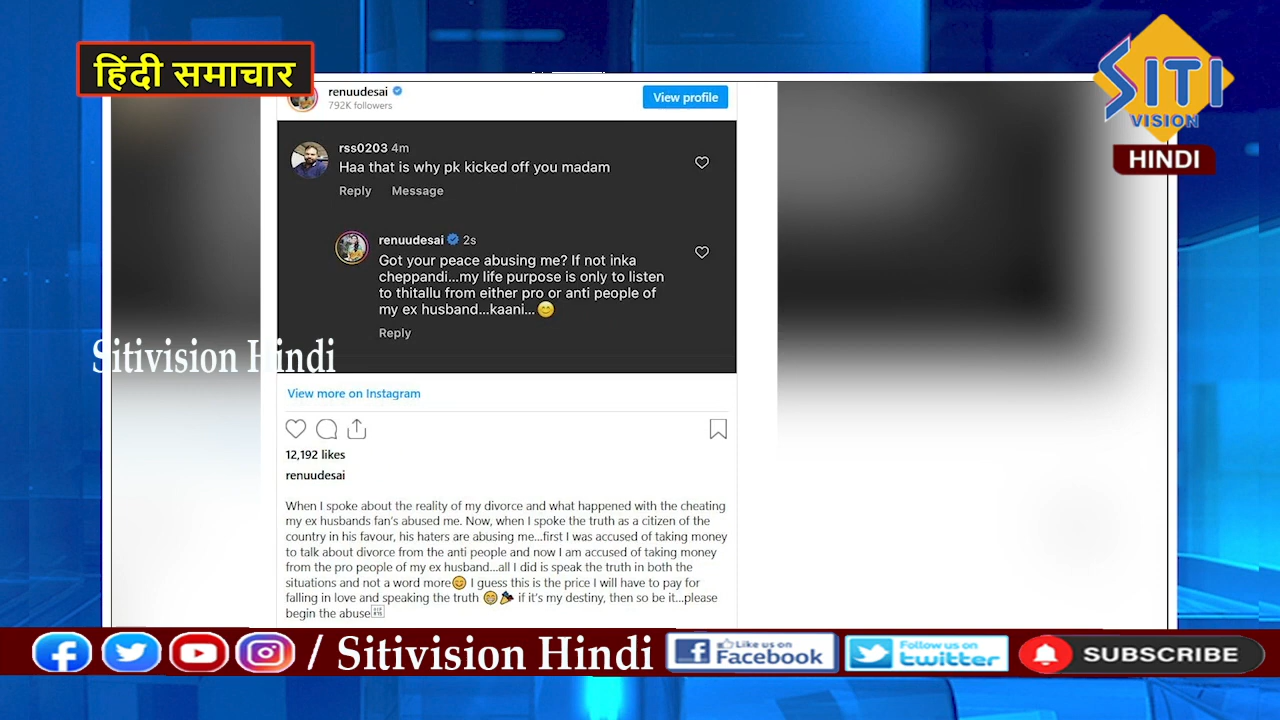 हिंदी समाचार
SITI
VISION
HINDI
renuudesai
792K followers
View profile
rss0203 4m
Haa that is why pk kicked off you madam
Reply Message
renuudesai 2s
Got your peace abusing me? If not inka
cheppandi...my life purpose is only to listen
to thitallu from either pro or anti people of
my ex husband...kaani...😊
Reply
Sitivision Hindi
View more on Instagram
12,192 likes
renuudesai
When I spoke about the reality of my divorce and what happened with the cheating
my ex husbands fan's abused me. Now, when I spoke the truth as a citizen of the
country in his favour, his haters are abusing me...first I was accused of taking money
to talk about divorce from the anti people and now I am accused of taking money
from the pro people of my ex husband...all I did is speak the truth in both the
situations and not a word more😊 I guess this is the price I will have to pay for
falling in love and speaking the truth 😁🎉 if it's my destiny, then so be it...please
begin the abuse
/ Sitivision Hindi
Like us on
Facebook
Follow us on
twitter
SUBSCRIBE